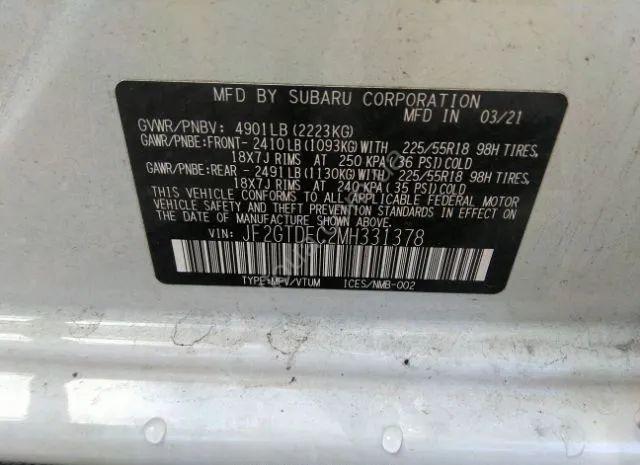 MFD BY SUBARU CORPORATION
MFD IN 03/21
GVWR/PNBV: 4901LB(2223KG)
GAWR/PNBE:FRONT- 2410LB(1093KG)WITH 225/55R18 98H TIRES,
18X7J RIMS AT 250 KPA(36 PSI)COLD
GAWR/PNBE:REAR- 2491LB(1130KG)WITH 225/55R18 98H TIRES,
18X7J RIMS AT 240 KPA(35 PSI)COLD
THIS VEHICLE CONFORMS TO ALL APPLICABLE FEDERAL MOTOR
VEHICLE SAFETY AND THEFT PREVENTION STANDARDS IN EFFECT ON
THE DATE OF MANUFACTURE SHOWN ABOVE.
VIN: JF2GTDEC2MH331378
TYPE:MPV/VTUM ICES/NMB-002